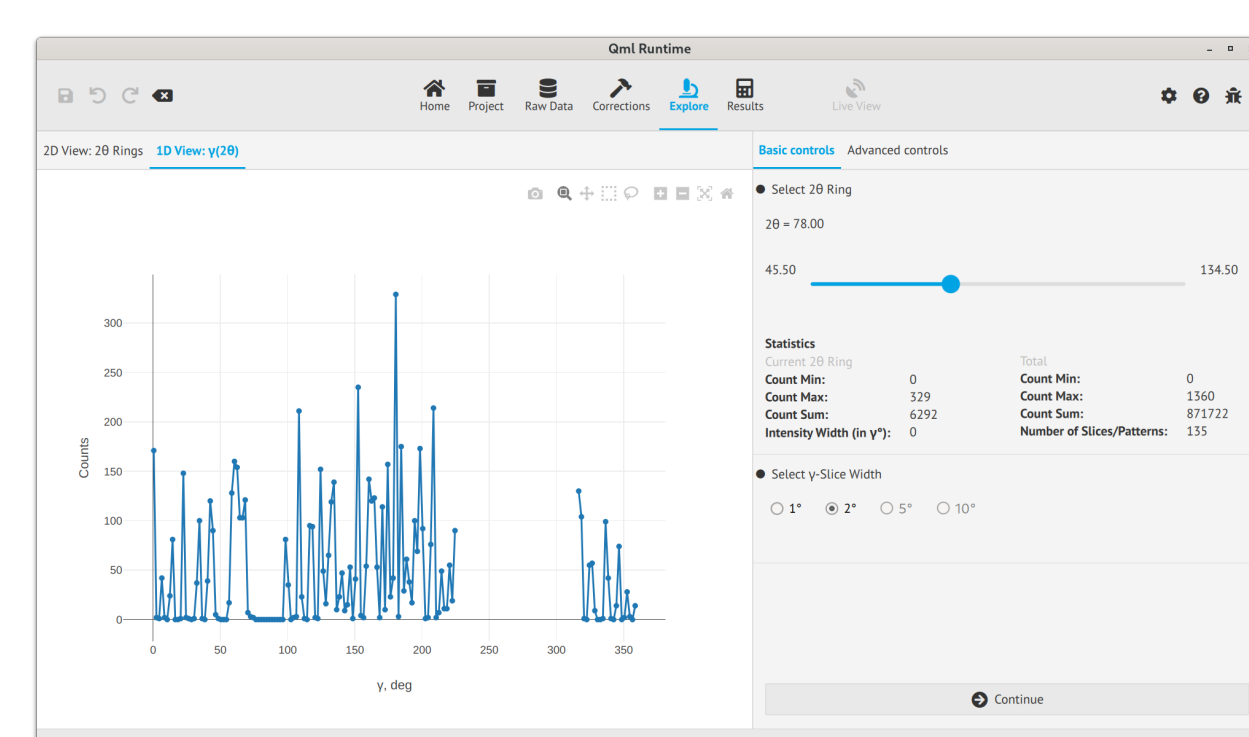 Qml Runtime
Home Project Raw Data Corrections Explore Results Live View
2D View: 2θ Rings 1D View: γ(2θ)
Basic controls Advanced controls
Select 2θ Ring
2θ = 78.00
45.50 134.50
Statistics
Current 2θ Ring Total
Count Min: 0 Count Min: 0
Count Max: 329 Count Max: 1360
Count Sum: 6292 Count Sum: 871722
Intensity Width (in γ°): 0 Number of Slices/Patterns: 135
Select γ-Slice Width
1° 2° 5° 10°
Continue
Counts
300
250
200
150
100
50
0
0 50 100 150 200 250 300 350
γ, deg